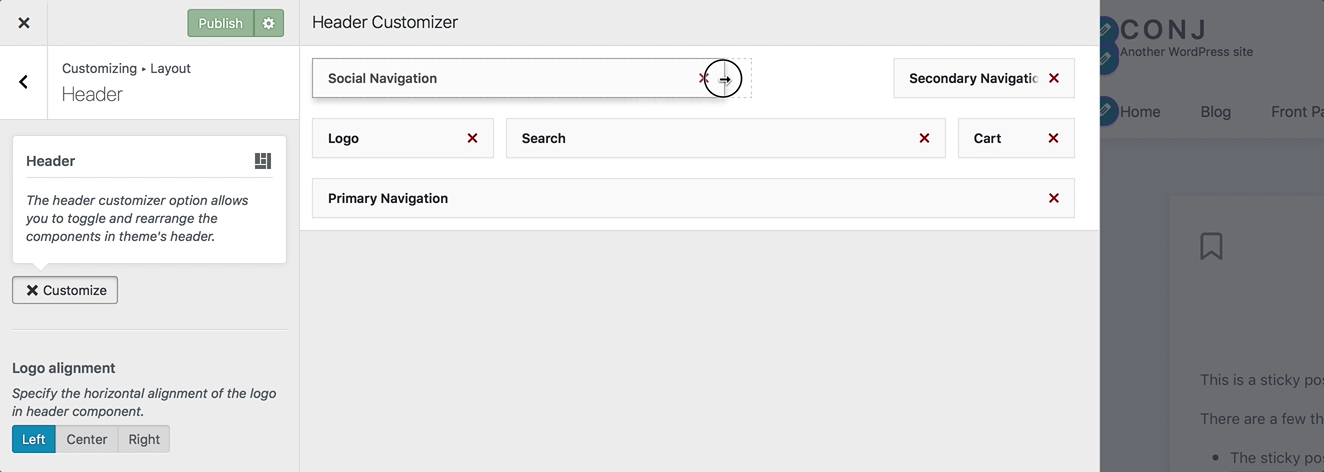 Publish
Customizing ▸ Layout
Header
Header
The header customizer option allows
you to toggle and rearrange the
components in theme's header.
Customize
Logo alignment
Specify the horizontal alignment of the logo
in header component.
Left Center Right
Header Customizer
Social Navigation
Secondary Navigatic
Logo Search Cart
Primary Navigation
CONJ
Another WordPress site
Home Blog Front Pa
This is a sticky pos
There are a few th
• The sticky pos